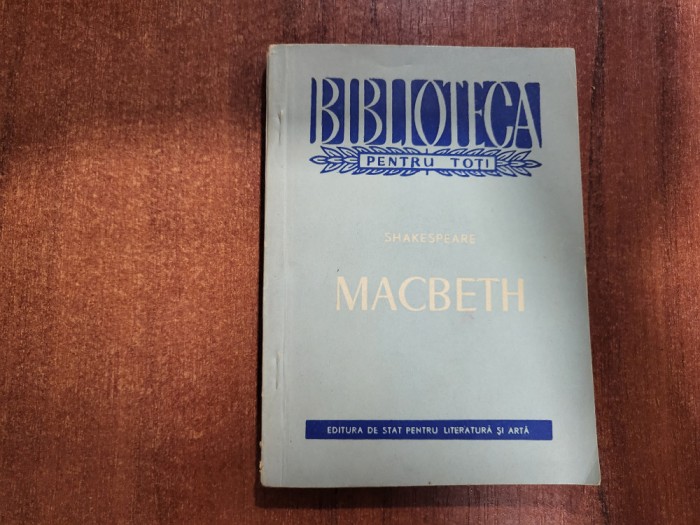 BIBLIOTECA
PENTRU TOȚI
SHAKESPEARE
MACBETH
EDITURA DE STAT PENTRU LITERATURĂ ȘI ARTĂ